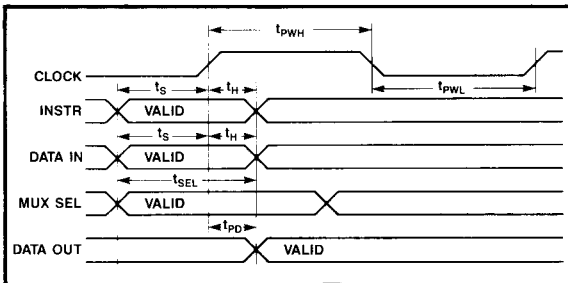 tPWH
CLOCK
tS tH tPWL
INSTR VALID
tS tH
DATA IN VALID
tSEL
MUX SEL VALID
tPD
DATA OUT VALID